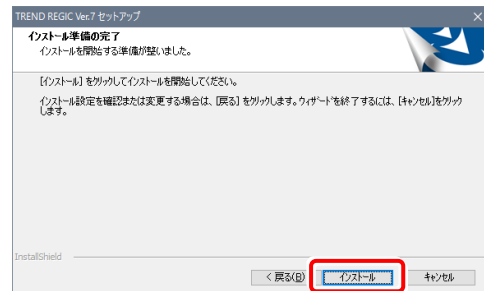 TREND REGIC Ver.7 セットアップ
インストール準備の完了
インストールを開始する準備が整いました。
[インストール] をクリックしてインストールを開始してください。
インストール設定を確認または変更する場合は、[戻る] をクリックします。ウィザードを終了するには、[キャンセル]をクリック
します。
InstallShield
< 戻る(B)
インストール
キャンセル